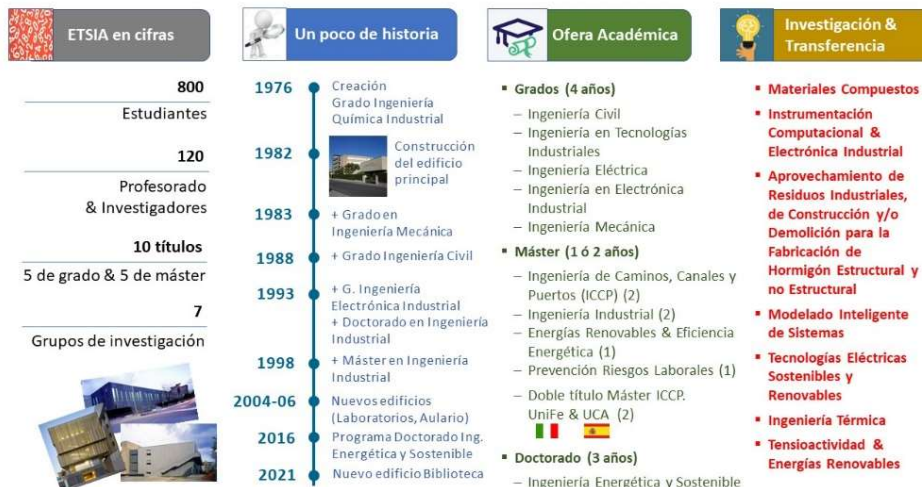 ETSIA en cifras
800
Estudiantes
120
Profesorado
& Investigadores
10 títulos
5 de grado & 5 de máster
7
Grupos de investigación
Un poco de historia
1976
Creación
Grado Ingeniería
Química Industrial
1982
Construcción
del edificio
principal
1983
+ Grado en
Ingeniería Mecánica
1988
+ Grado Ingeniería Civil
1993
+ G. Ingeniería
Electrónica Industrial
+ Doctorado en Ingeniería
Industrial
1998
+ Máster en Ingeniería
Industrial
2004-06
Nuevos edificios
(Laboratorios, Aulario)
2016
Programa Doctorado Ing.
Energética y Sostenible
2021
Nuevo edificio Biblioteca
Ofera Académica
▪ Grados (4 años)
– Ingeniería Civil
– Ingeniería en Tecnologías
Industriales
– Ingeniería Eléctrica
– Ingeniería en Electrónica
Industrial
– Ingeniería Mecánica
▪ Máster (1 ó 2 años)
– Ingeniería de Caminos, Canales y
Puertos (ICCP) (2)
– Ingeniería Industrial (2)
– Energías Renovables & Eficiencia
Energética (1)
– Prevención Riesgos Laborales (1)
– Doble título Máster ICCP.
UniFe & UCA (2)
▪ Doctorado (3 años)
– Ingeniería Energética y Sostenible
Investigación &
Transferencia
▪ Materiales Compuestos
▪ Instrumentación
Computacional &
Electrónica Industrial
▪ Aprovechamiento de
Residuos Industriales,
de Construcción y/o
Demolición para la
Fabricación de
Hormigón Estructural y
no Estructural
▪ Modelado Inteligente
de Sistemas
▪ Tecnologías Eléctricas
Sostenibles y
Renovables
▪ Ingeniería Térmica
▪ Tensioactividad &
Energías Renovables